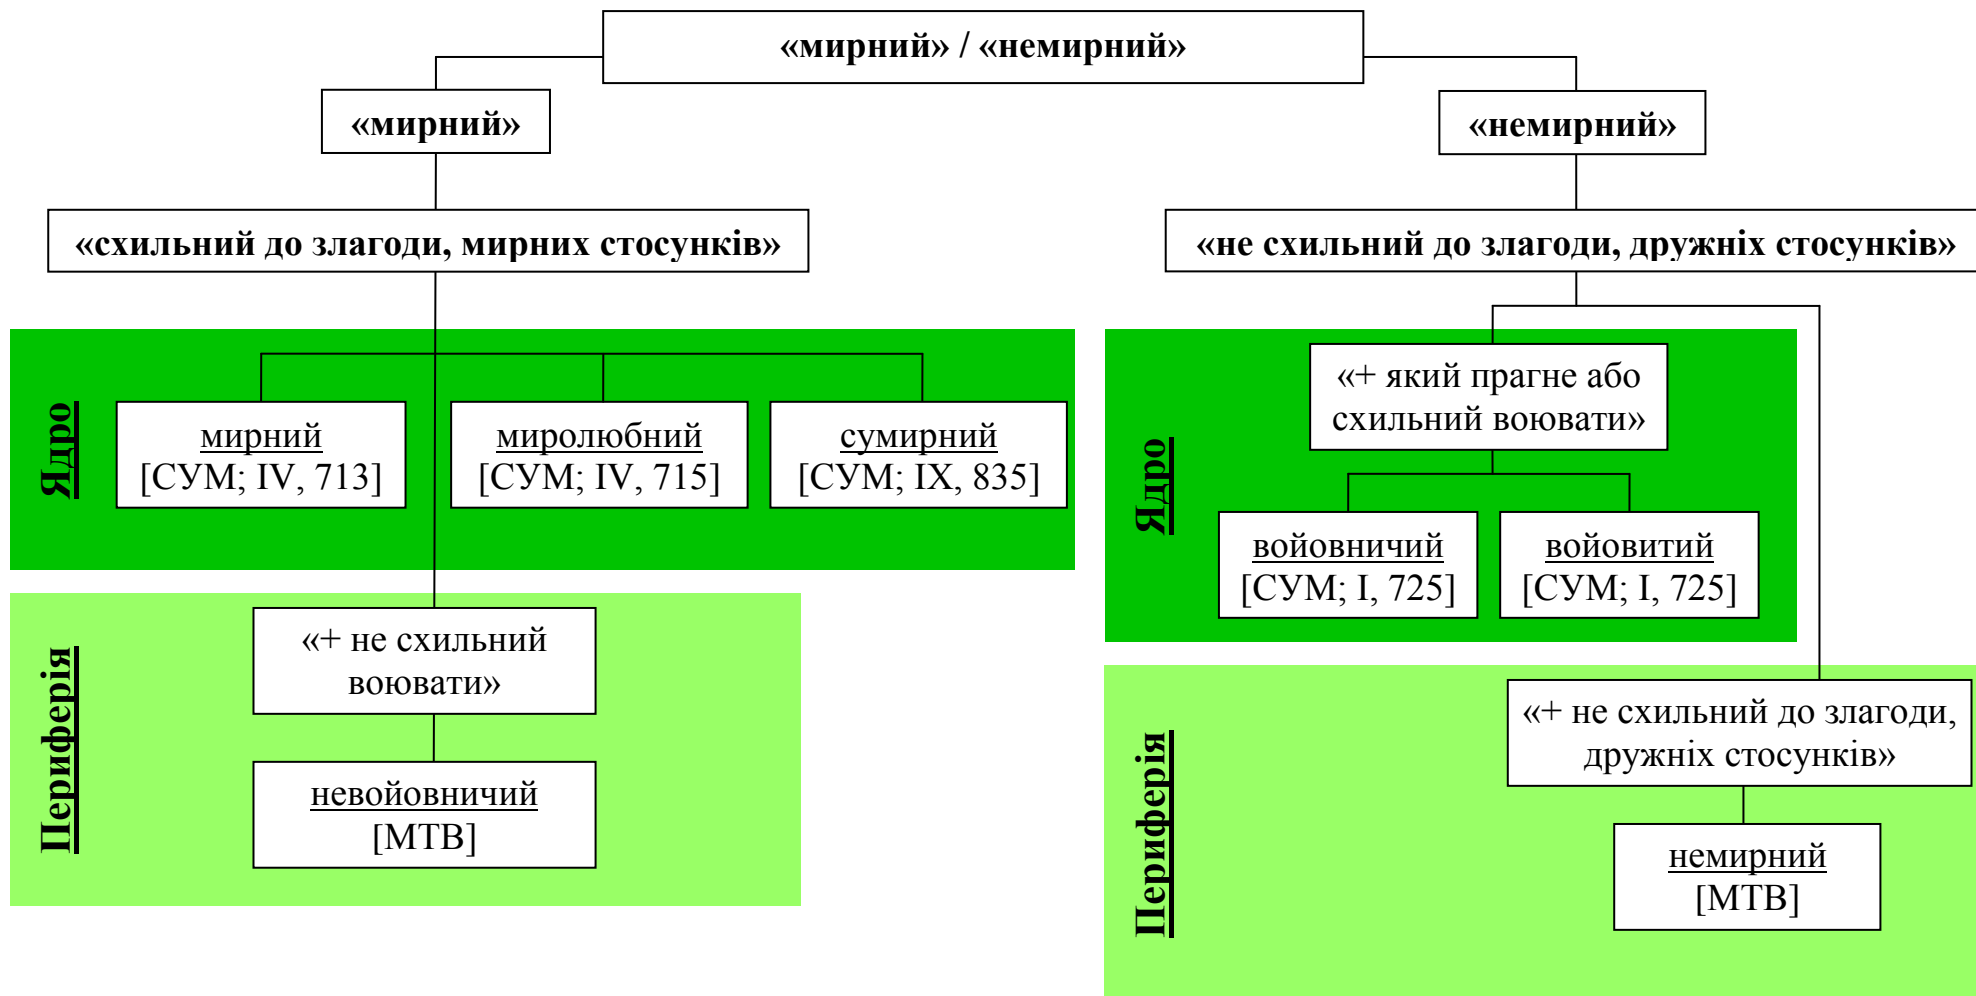 «мирний» / «немирний»
«мирний»
«немирний»
«схильний до злагоди, мирних стосунків»
«не схильний до злагоди, дружніх стосунків»
Ядро
мирний
[СУМ; IV, 713]
миролюбний
[СУМ; IV, 715]
сумирний
[СУМ; IX, 835]
Периферія
«+ не схильний
воювати»
невойовничий
[МТВ]
Ядро
«+ який прагне або
схильний воювати»
войовничий
[СУМ; I, 725]
войовитий
[СУМ; I, 725]
Периферія
«+ не схильний до злагоди,
дружніх стосунків»
немирний
[МТВ]